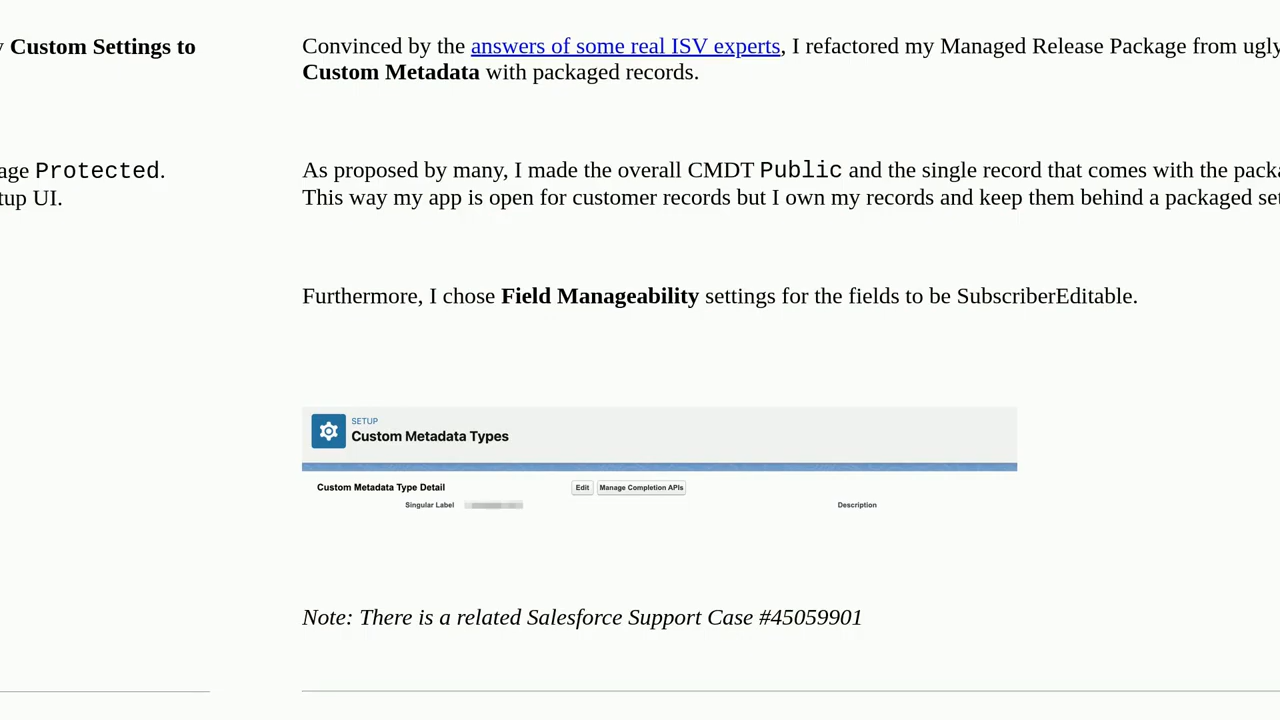 y Custom Settings to
age Protected.
tup UI.
Convinced by the answers of some real ISV experts, I refactored my Managed Release Package from ugly
Custom Metadata with packaged records.
As proposed by many, I made the overall CMDT Public and the single record that comes with the packa
This way my app is open for customer records but I own my records and keep them behind a packaged set
Furthermore, I chose Field Manageability settings for the fields to be SubscriberEditable.
SETUP
Custom Metadata Types
Custom Metadata Type Detail
Edit
Manage Completion APIs
Singular Label
Description
Note: There is a related Salesforce Support Case #45059901